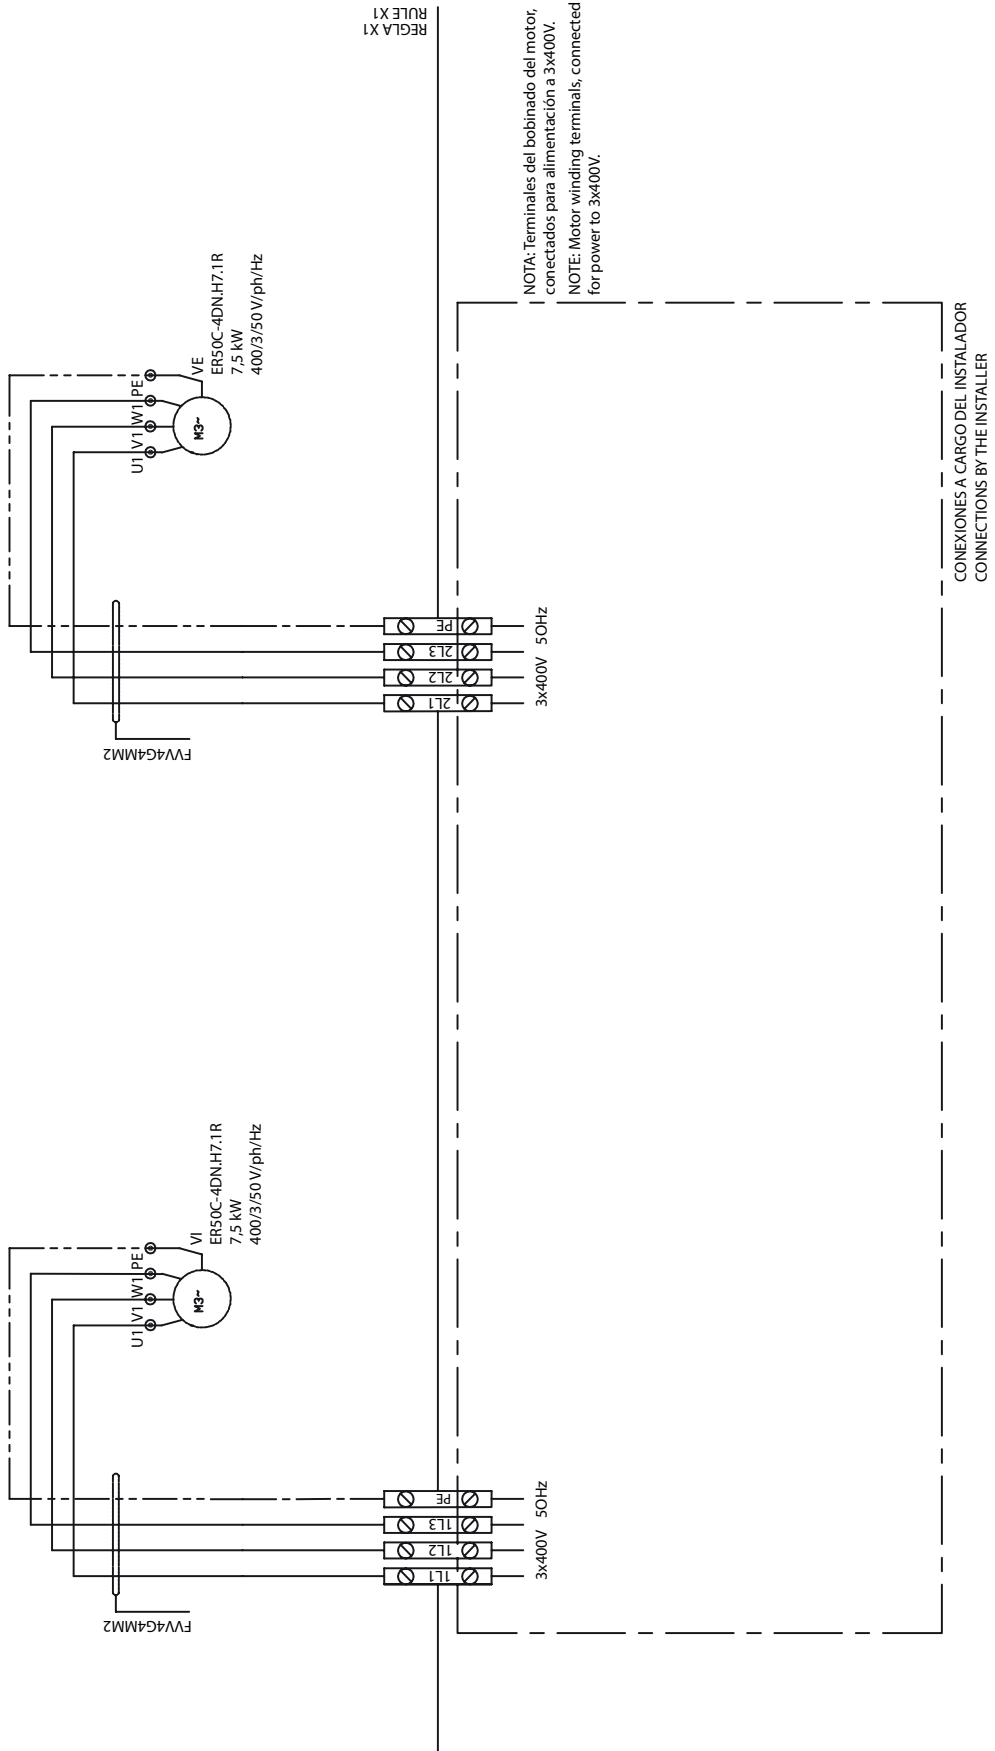 REGLA X1
RULE X1
U1 V1 W1 PE
M3~
VE
ER50C-4DN.H7.1R
7,5 kW
400/3/50 V/ph/Hz
FVV4G4MM2
2L1 2L2 2L3 PE
3x400V 50Hz
NOTA: Terminales del bobinado del motor,
conectados para alimentación a 3x400V.
NOTE: Motor winding terminals, connected
for power to 3x400V.
U1 V1 W1 PE
M3~
VI
ER50C-4DN.H7.1R
7,5 kW
400/3/50 V/ph/Hz
FVV4G4MM2
1L1 1L2 1L3 PE
3x400V 50Hz
CONEXIONES A CARGO DEL INSTALADOR
CONNECTIONS BY THE INSTALLER